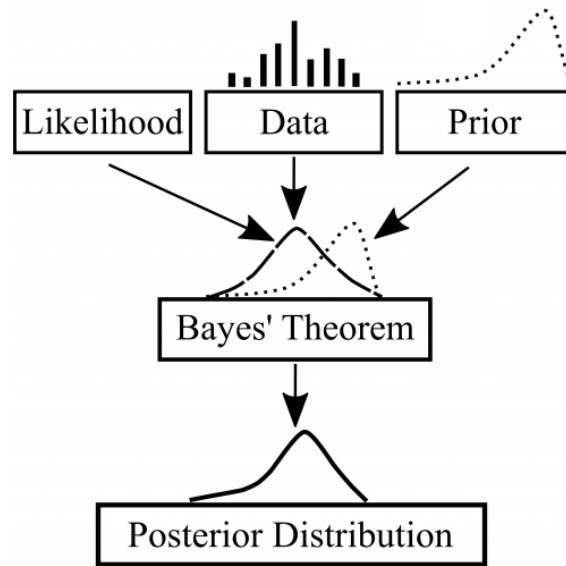 Likelihood
Data
Prior
Bayes' Theorem
Posterior Distribution